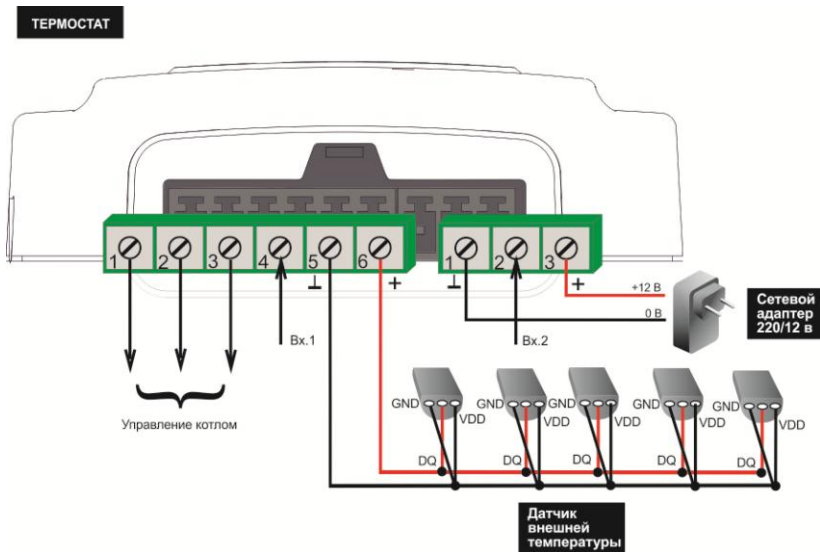 ТЕРМОСТАТ
1 2 3 4 5 6
⊥ +
1 2 3
⊥ +
+12 В
0 В
Сетевой
адаптер
220/12 в
Вх.1
Вх.2
Управление котлом
GND VDD DQ
GND VDD DQ
GND VDD DQ
GND VDD DQ
GND VDD DQ
Датчик
внешней
температуры